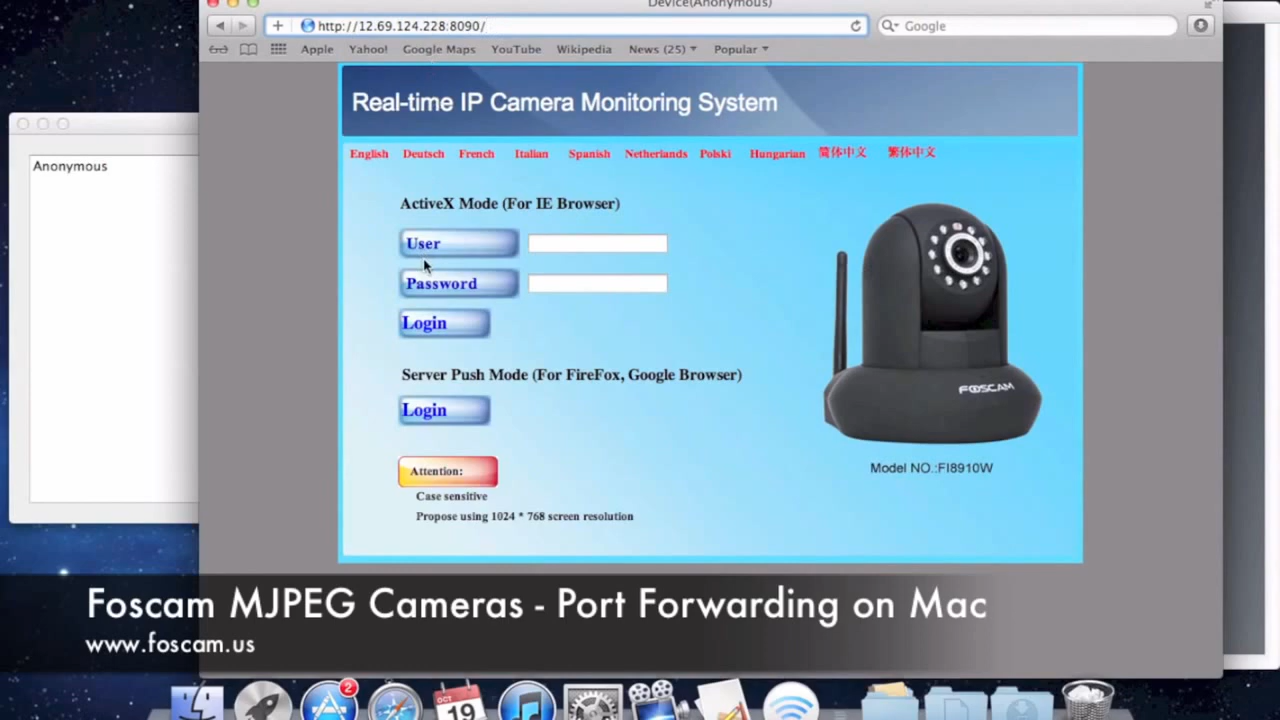 Device(Anonymous)
http://12.69.124.228:8090/
Google
Apple Yahoo! Google Maps YouTube Wikipedia News (25) Popular
Real-time IP Camera Monitoring System
English Deutsch French Italian Spanish Netherlands Polski Hungarian 简体中文 繁体中文
Anonymous
ActiveX Mode (For IE Browser)
User
Password
Login
Server Push Mode (For FireFox, Google Browser)
Login
FOSCAM
Model NO.:FI8910W
Attention:
Case sensitive
Propose using 1024 * 768 screen resolution
Foscam MJPEG Cameras - Port Forwarding on Mac
www.foscam.us
2
OCT
19